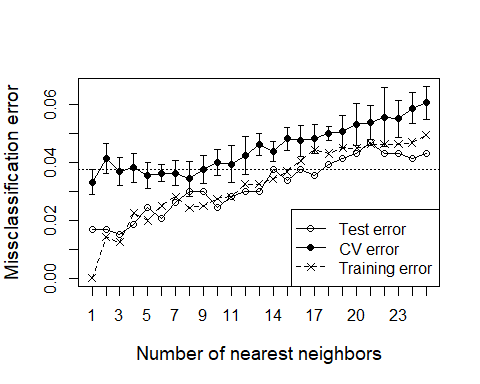 Missclassification error
0.06
0.04
0.02
0.00
Test error
CV error
Training error
1 3 5 7 9 11 14 17 20 23
Number of nearest neighbors